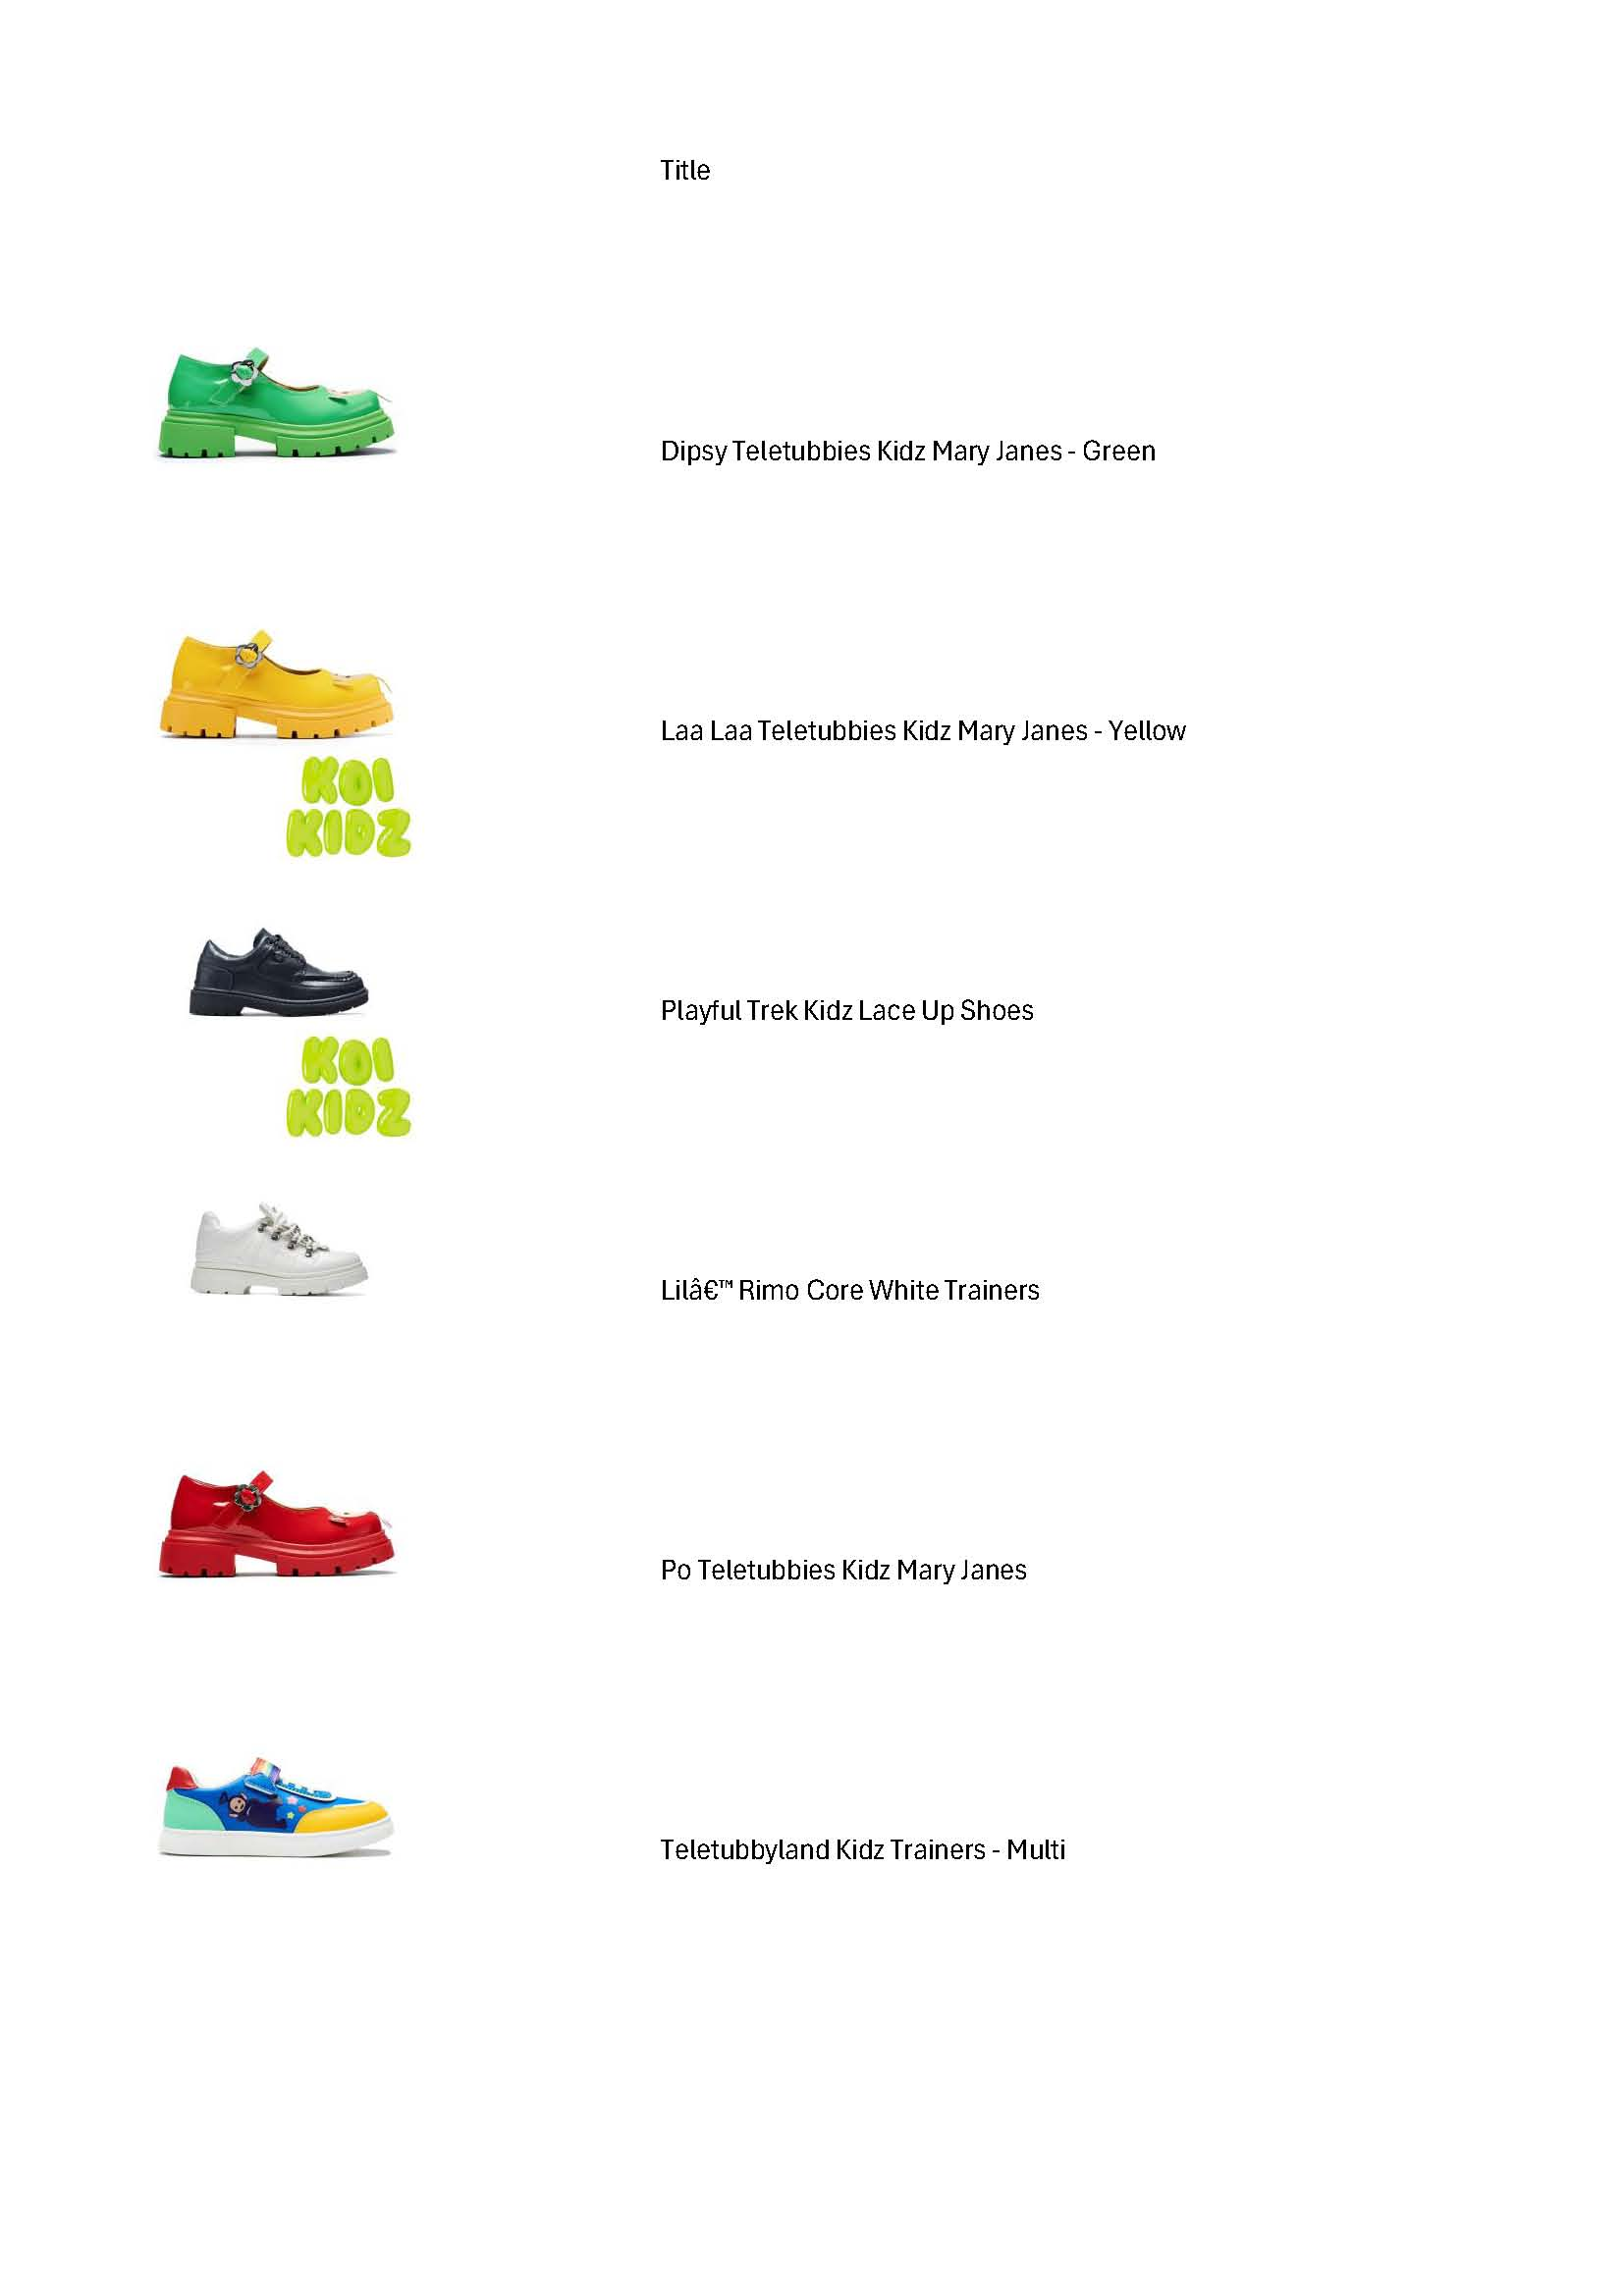 Title
Dipsy Teletubbies Kidz Mary Janes - Green
Laa Laa Teletubbies Kidz Mary Janes - Yellow
KOI
KIDZ
Playful Trek Kidz Lace Up Shoes
KOI
KIDZ
Lilâ€™ Rimo Core White Trainers
Po Teletubbies Kidz Mary Janes
Teletubbyland Kidz Trainers - Multi